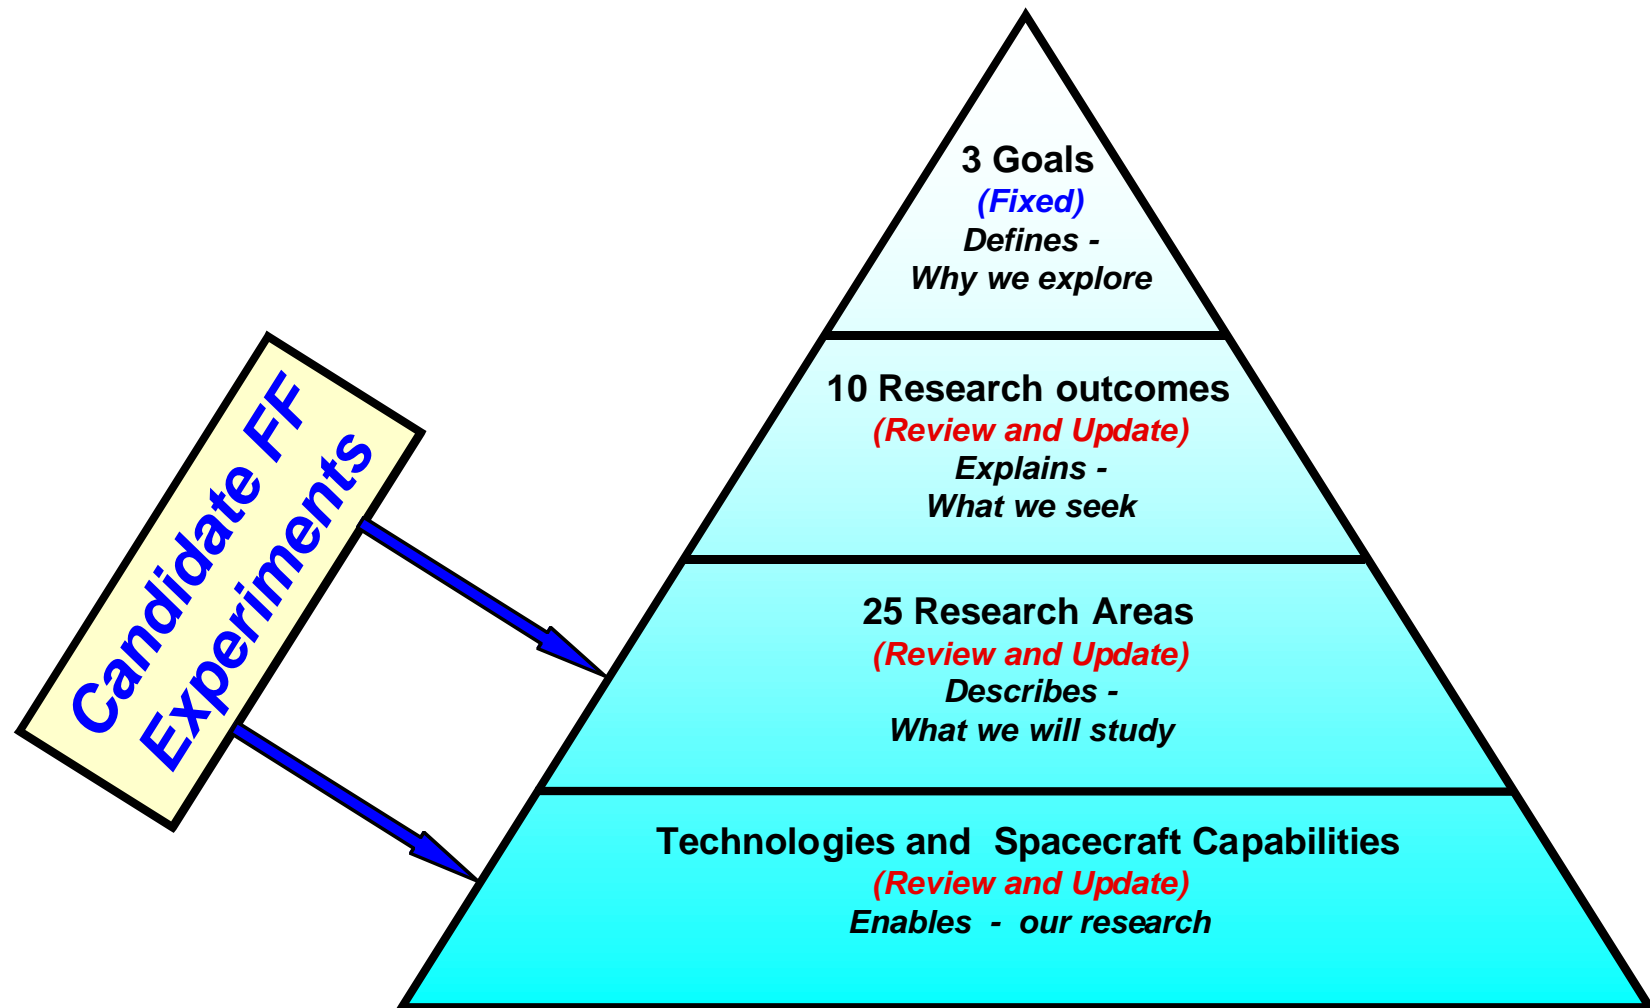 3 Goals
(Fixed)
Defines -
Why we explore
10 Research outcomes
(Review and Update)
Explains -
What we seek
25 Research Areas
(Review and Update)
Describes -
What we will study
Technologies and  Spacecraft Capabilities
(Review and Update)
Enables  -  our research
Candidate FF
Experiments